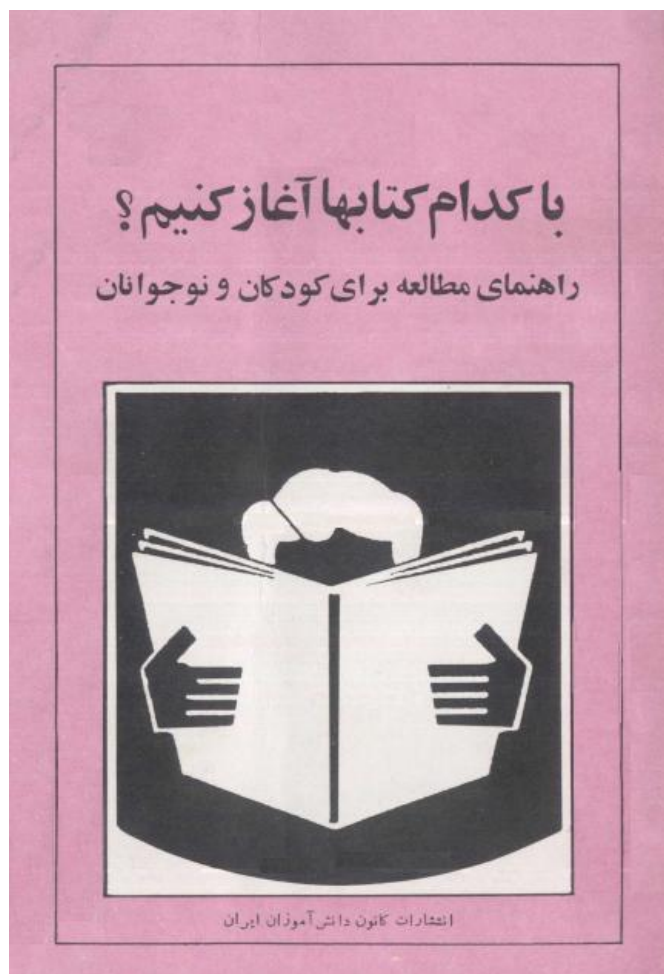 با کدام کتابها آغاز کنیم؟
راهنمای مطالعه برای کودکان و نوجوانان
انتشارات کانون دانش‌آموزان ایران